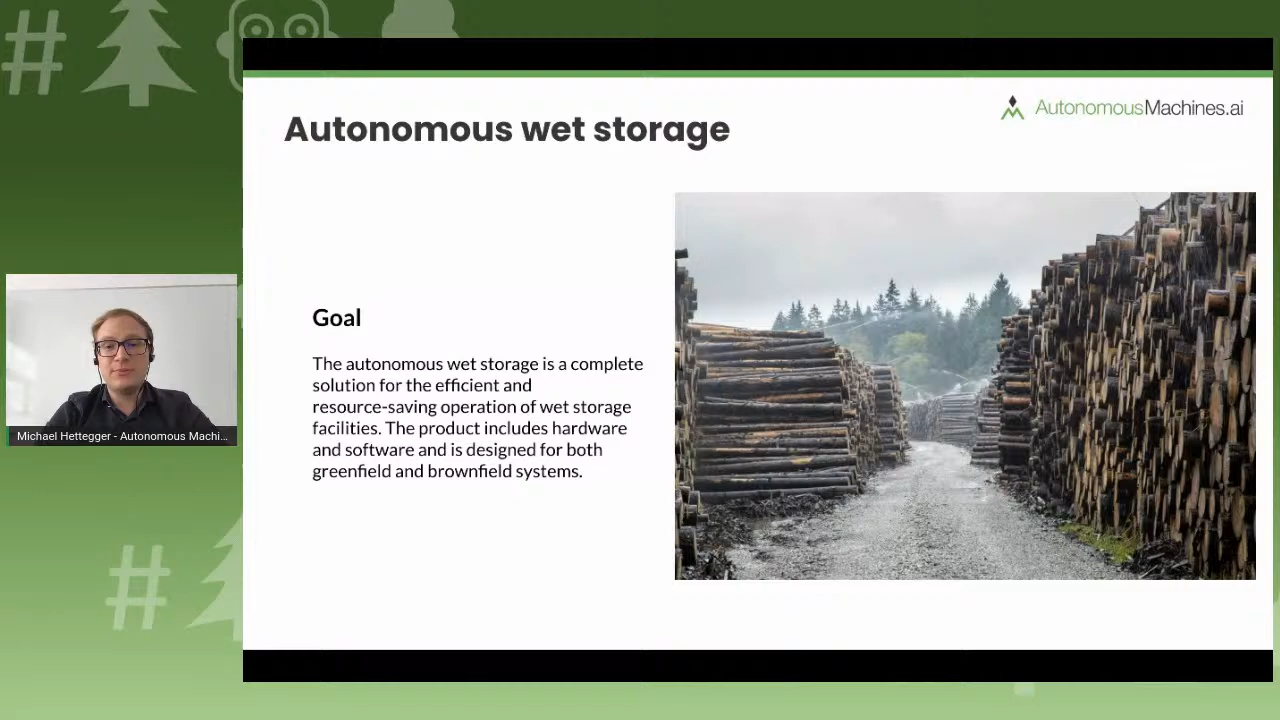 #
AutonomousMachines.ai
Autonomous wet storage
Goal
The autonomous wet storage is a complete
solution for the efficient and
resource-saving operation of wet storage
facilities. The product includes hardware
and software and is designed for both
greenfield and brownfield systems.
Michael Hettegger - Autonomous Machi...
#